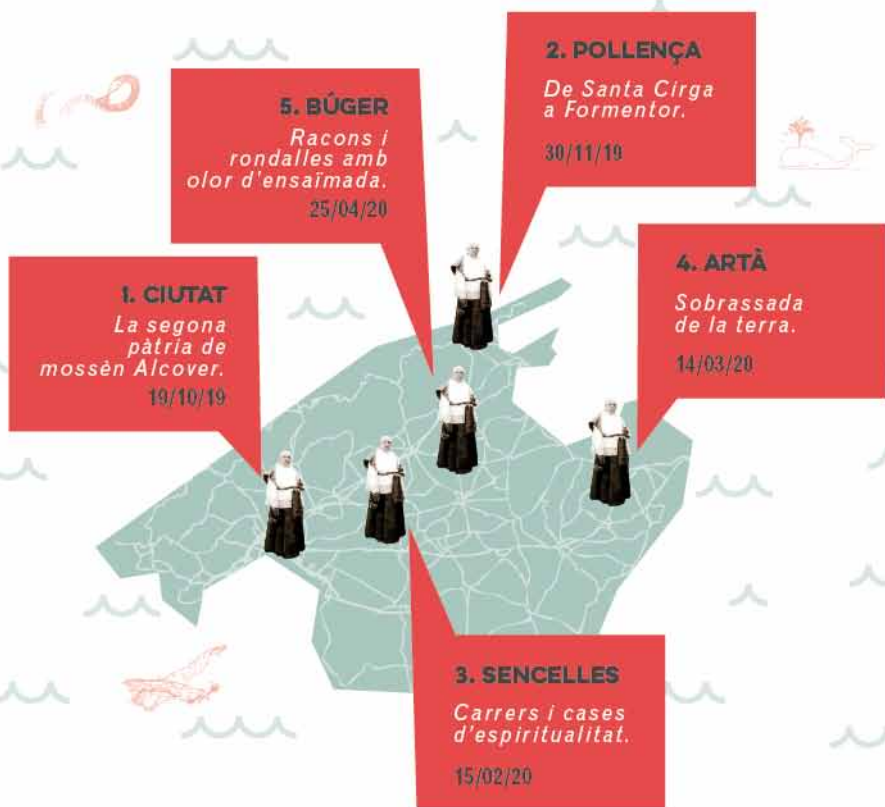 2. POLLENÇA
De Santa Cirga
a Formentor.
30/11/19
5. BÚGER
Racons i
rondalles amb
olor d'ensaïmada.
25/04/20
4. ARTÀ
Sobrassada
de la terra.
14/03/20
1. CIUTAT
La segona
pàtria de
mossèn Alcover.
19/10/19
3. SENCELLES
Carrers i cases
d'espiritualitat.
15/02/20